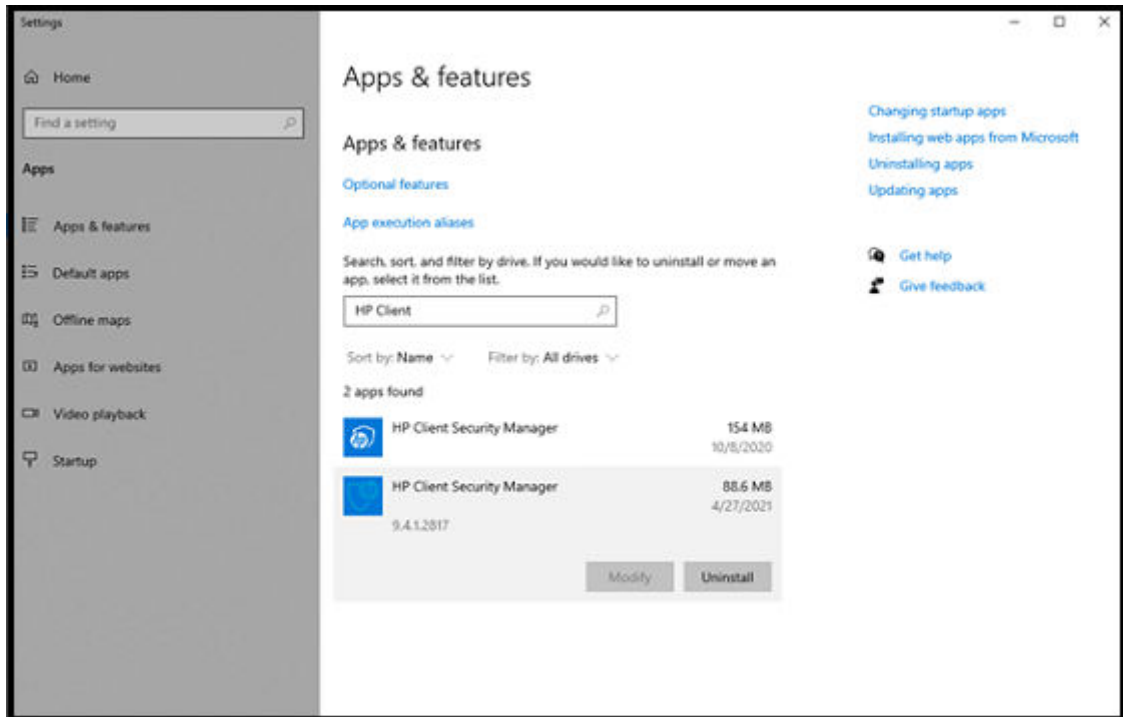 Settings
Home
Find a setting
Apps
Apps & features
Default apps
Offline maps
Apps for websites
Video playback
Startup
Apps & features
Apps & features
Optional features
App execution aliases
Search, sort, and filter by drive. If you would like to uninstall or move an
app, select it from the list.
HP Client
Sort by: Name Filter by: All drives
2 apps found
HP Client Security Manager 154 MB
10/8/2020
HP Client Security Manager 88.6 MB
4/27/2021
9.4.1.2817
Modify Uninstall
Changing startup apps
Installing web apps from Microsoft
Uninstalling apps
Updating apps
Get help
Give feedback